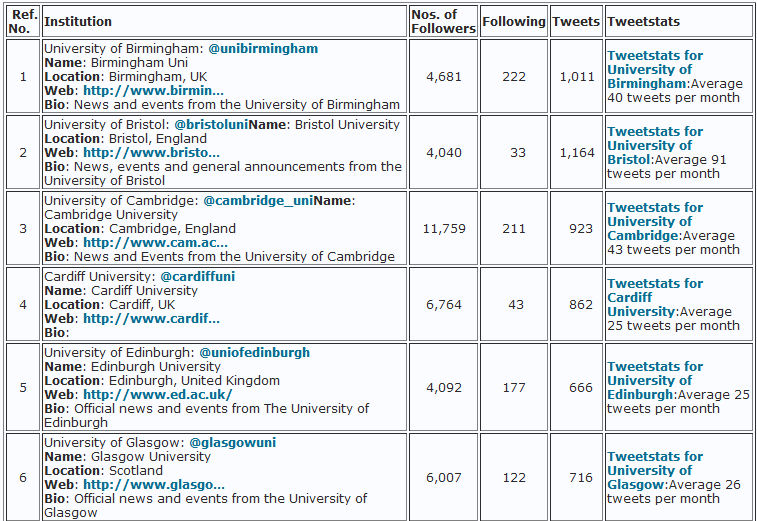 Ref. No. Institution Nos. of Followers Following Tweets Tweetstats
University of Birmingham: @unibirmingham
Name: Birmingham Uni
Location: Birmingham, UK
Web: http://www.birmin...
Bio: News and events from the University of Birmingham
1
4,681
222
1,011
Tweetstats for
University of
Birmingham:Average
40 tweets per month
University of Bristol: @bristoluniName: Bristol University
Location: Bristol, England
Web: http://www.bristo...
Bio: News, events and general announcements from the
University of Bristol
2
4,040
33
1,164
Tweetstats for
University of
Bristol:Average 91
tweets per month
University of Cambridge: @cambridge_uniName:
Cambridge University
Location: Cambridge, England
Web: http://www.cam.ac...
Bio: News and Events from the University of Cambridge
3
11,759
211
923
Tweetstats for
University of
Cambridge:Average
43 tweets per month
Cardiff University: @cardiffuni
Name: Cardiff University
Location: Cardiff, UK
Web: http://www.cardif...
Bio:
4
6,764
43
862
Tweetstats for
Cardiff
University:Average
25 tweets per month
University of Edinburgh: @uniofedinburgh
Name: Edinburgh University
Location: Edinburgh, United Kingdom
Web: http://www.ed.ac.uk/
Bio: Official news and events from The University of
Edinburgh
5
4,092
177
666
Tweetstats for
University of
Edinburgh:Average 25
tweets per month
University of Glasgow: @glasgowuni
Name: Glasgow University
Location: Scotland
Web: http://www.glasgo...
Bio: Official news and events from the University of
Glasgow
6
6,007
122
716
Tweetstats for
University of
Glasgow:Average 26
tweets per month